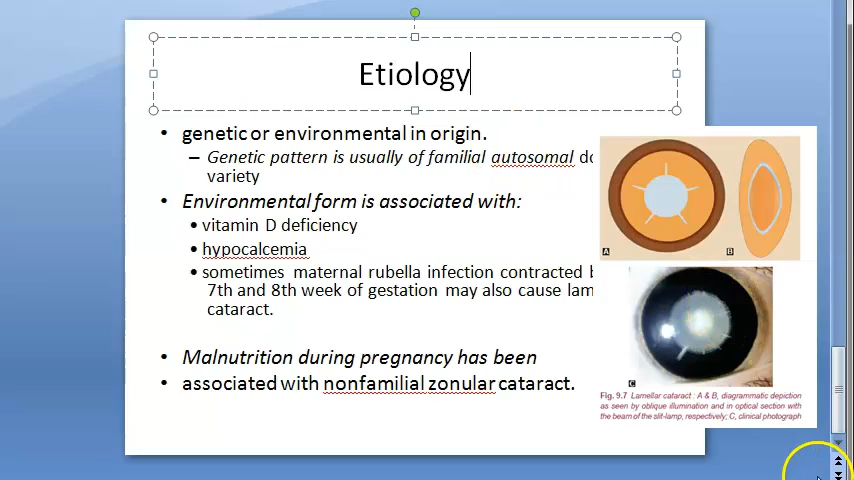 Etiology
• genetic or environmental in origin.
– Genetic pattern is usually of familial autosomal
variety
• Environmental form is associated with:
• vitamin D deficiency
• hypocalcemia
• sometimes maternal rubella infection contracted
7th and 8th week of gestation may also cause
cataract.
• Malnutrition during pregnancy has been
• associated with nonfamilial zonular cataract.
A
B
C
Fig. 9.7 Lamellar cataract : A & B, diagrammatic depiction
as seen by oblique illumination and in optical section with
the beam of the slit-lamp, respectively; C, clinical photograph